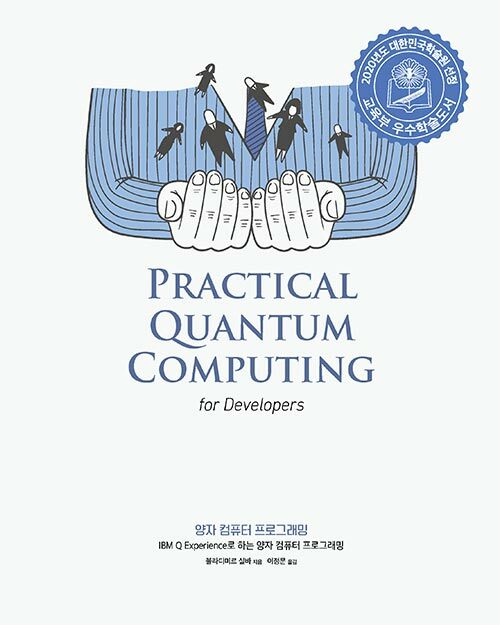 2020년도 대한민국학술원 선정
교육부 우수학술도서
PRACTICAL
QUANTUM
COMPUTING
for Developers
양자 컴퓨터 프로그래밍
IBM Q Experience로 하는 양자 컴퓨터 프로그래밍
블라디미르 실바 지음 이정문 옮김